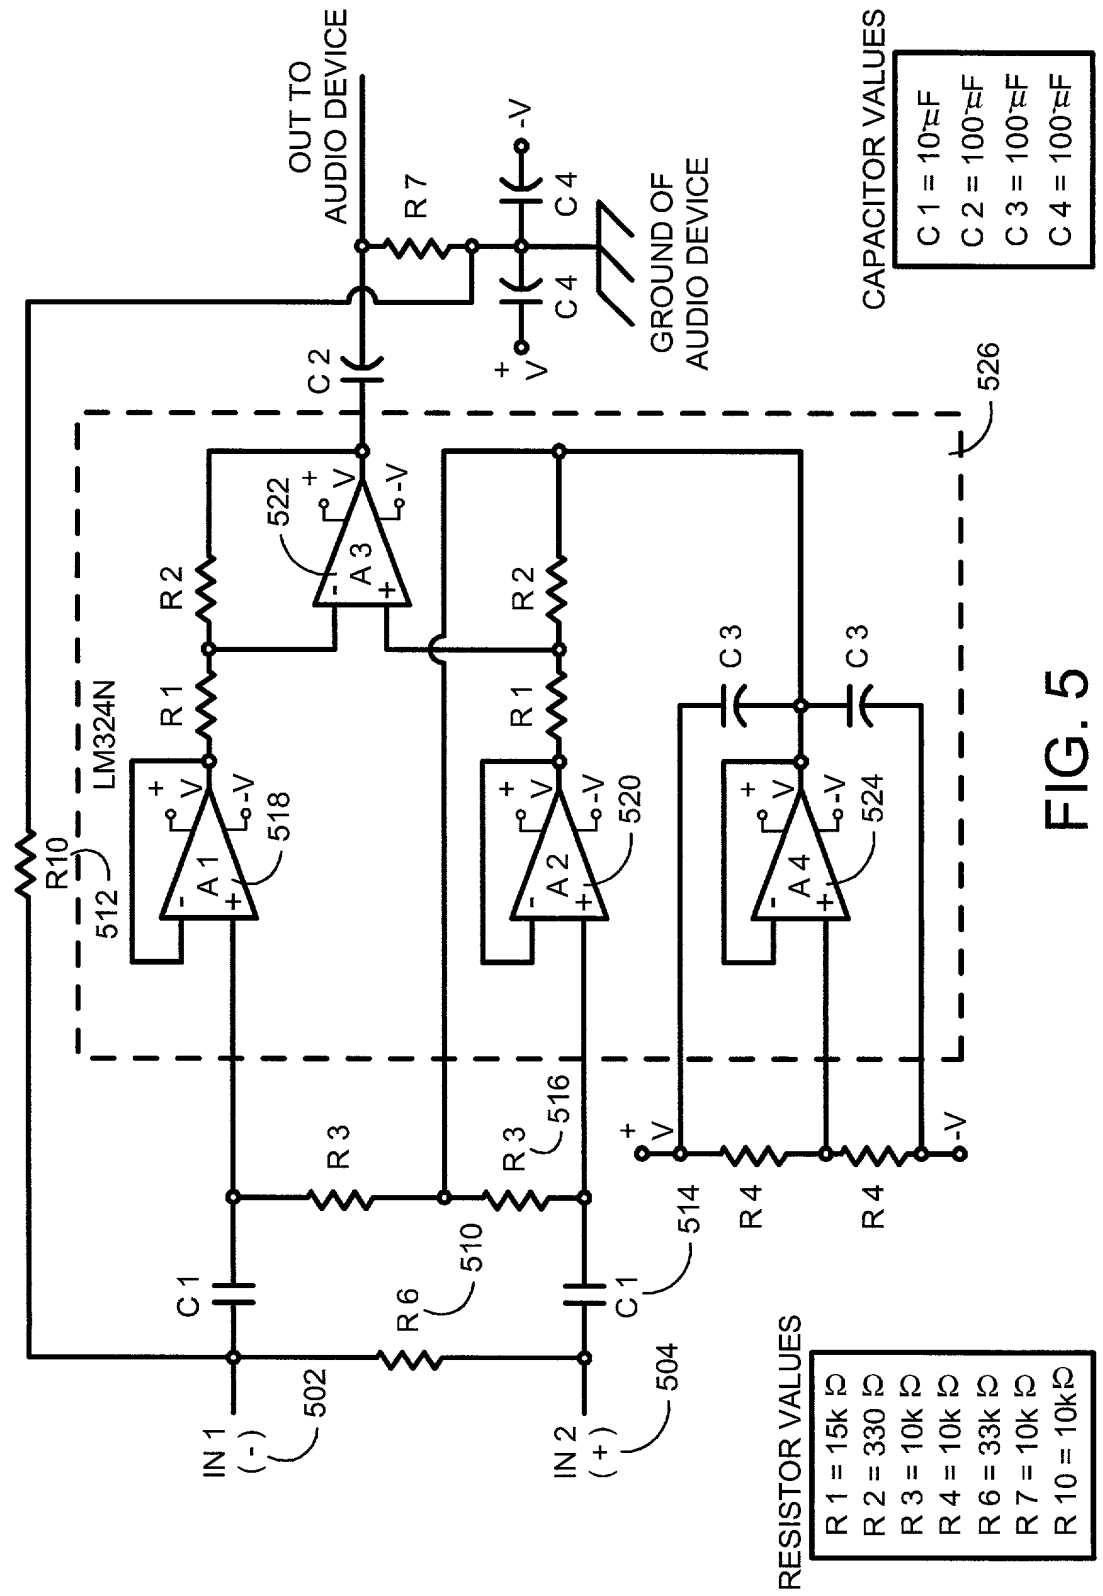 OUT TO
AUDIO DEVICE
R10
512
LM324N
526
C 2
R 7
R 1
R 2
+
V
-V
-
+
A 1
518
522
+
V
-V
-
+
A 3
C 1
R 3
R 6
510
R 3
516
C 1
514
IN 1
(-)
502
IN 2
(+)
504
R 1
R 2
+
V
-V
-
+
A 2
520
+
V
C 4
C 4
-V
GROUND OF
AUDIO DEVICE
+
V
R 4
R 4
-V
+
V
-V
-
+
A 4
524
C 3
C 3
RESISTOR VALUES
R 1 = 15k Ω
R 2 = 330 Ω
R 3 = 10k Ω
R 4 = 10k Ω
R 6 = 33k Ω
R 7 = 10k Ω
R 10 = 10k Ω
CAPACITOR VALUES
C 1 = 10 µF
C 2 = 100 µF
C 3 = 100 µF
C 4 = 100 µF
FIG. 5